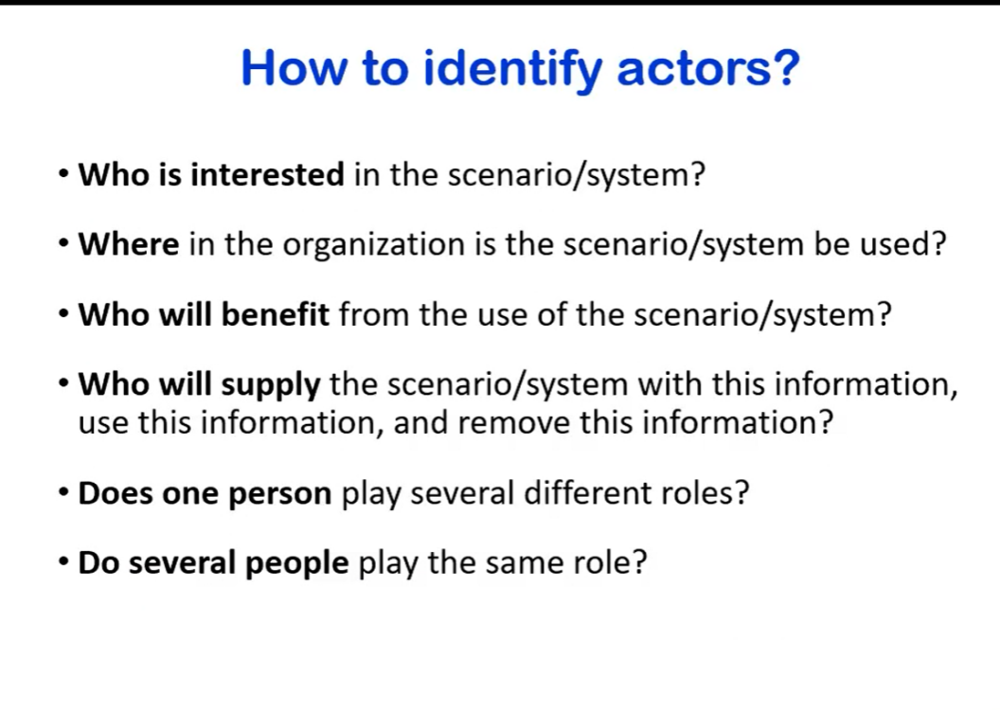 How to identify actors?
• Who is interested in the scenario/system?
• Where in the organization is the scenario/system be used?
• Who will benefit from the use of the scenario/system?
• Who will supply the scenario/system with this information,
use this information, and remove this information?
• Does one person play several different roles?
• Do several people play the same role?